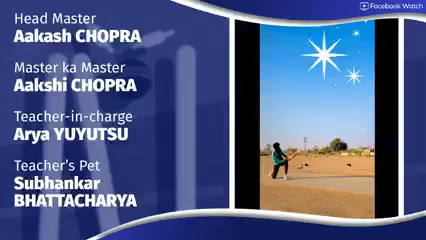 Facebook Watch
Head Master
Aakash CHOPRA
Master ka Master
Aakshi CHOPRA
Teacher-in-charge
Arya YUYUTSU
Teacher's Pet
Subhankar
BHATTACHARYA